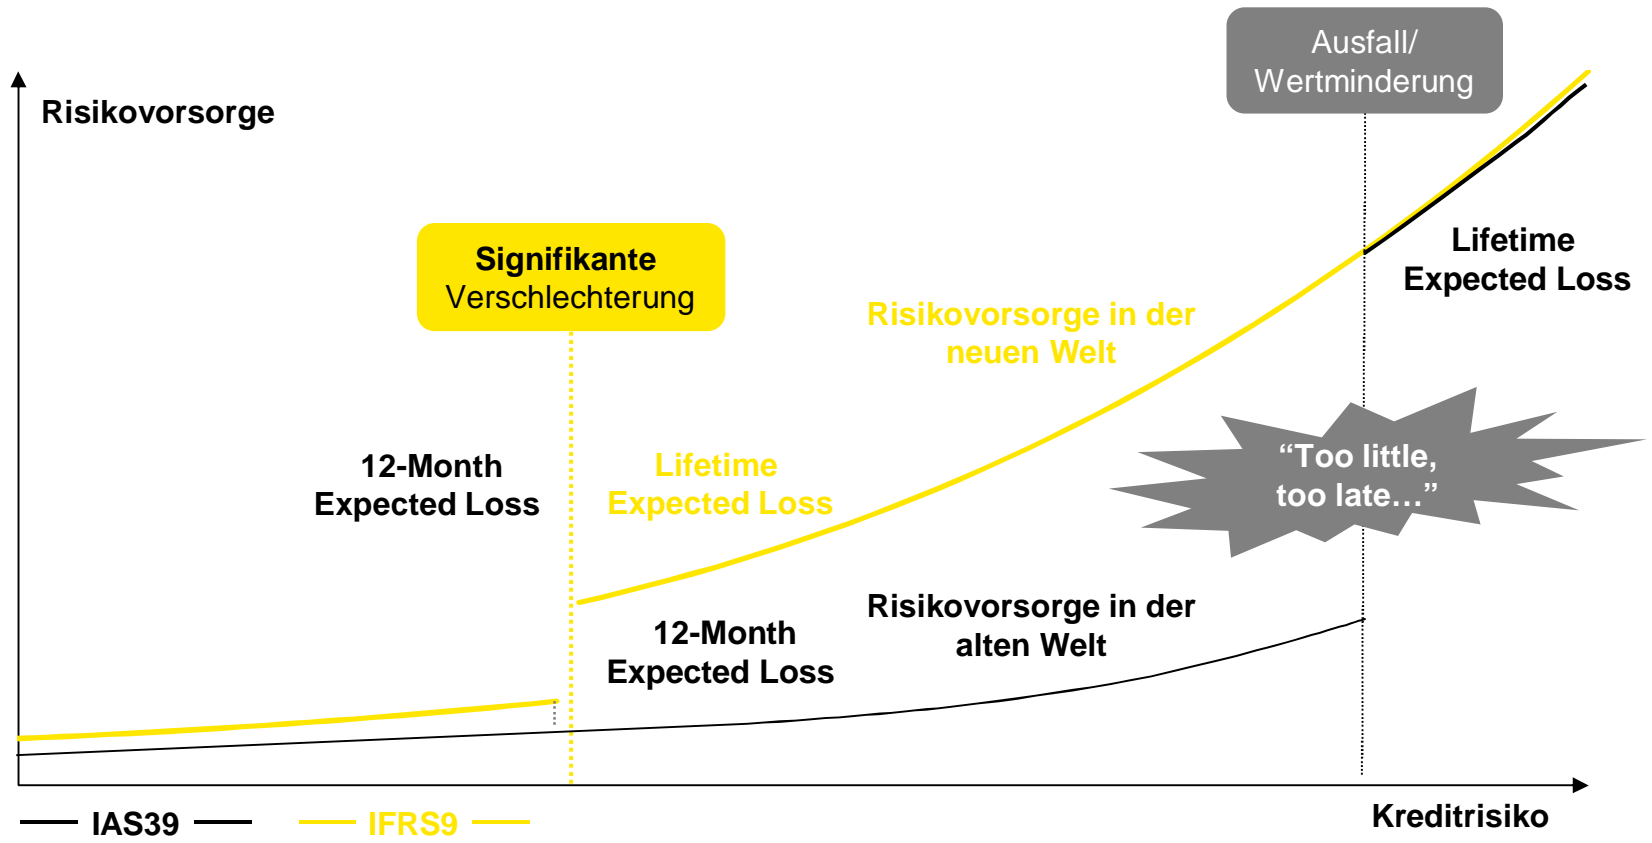 Ausfall/
Wertminderung
Risikovorsorge
Signifikante
Verschlechterung
Lifetime
Expected Loss
Risikovorsorge in der
neuen Welt
12-Month
Expected Loss
Lifetime
Expected Loss
“Too little,
too late…”
12-Month
Expected Loss
Risikovorsorge in der
alten Welt
IAS39
IFRS9
Kreditrisiko